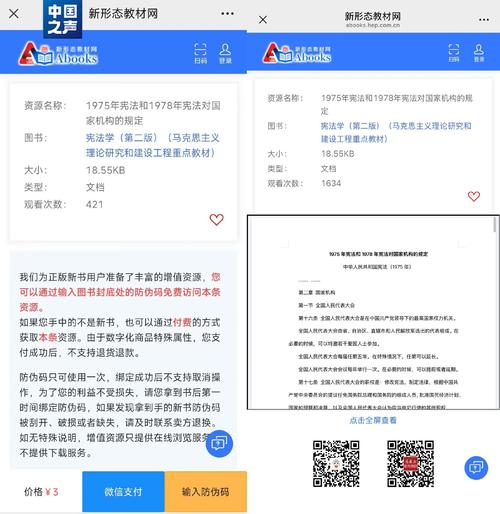 中国之声
新形态教材网
新形态教材网
Abooks
扫码
登录
资源名称：
1975年宪法和1978年宪法对国家机构的规定
图书：
宪法学（第二版）（马克思主义
理论研究和建设工程重点教材）
大小：
18.55KB
类型：
文档
观看次数：
421
我们为正版新书用户准备了丰富的增值资源，您
可以通过输入图书封底处的防伪码免费访问本条
资源。
如果您手中的不是新书，也可以通过付费的方式
获取本条资源。由于数字化商品特殊属性，您支
付成功后，不支持退货退款。
防伪码只可使用一次，绑定成功后不支持取消操
作，为了您的利益不受损失，请您拿到书后第一
时间绑定防伪码，如果发现拿到手的新书防伪码
被刮开、破损或者缺失，请及时联系卖方退换。
如无特殊说明，增值资源只提供在线浏览服务，
不提供下载服务。
价格 ¥ 3
微信支付
输入防伪码
新形态教材网
abooks.hep.com.cn
新形态教材网
Abooks
扫码
登录
资源名称：
1975年宪法和1978年宪法对国家机构的规
定
图书：
宪法学（第二版）（马克思主义理论研究和
建设工程重点教材）
大小：
18.55KB
类型：
文档
观看次数：
1634
1975 年宪法和 1978 年宪法对国家机构的规定
中华人民共和国宪法（1975 年）
第二章 国家机构
第一节 全国人民代表大会
第十六条 全国人民代表大会是在中国共产党领导下的最高国家权力机关。
全国人民代表大会由省、自治区、直辖市和人民解放军选出的代表组成。在
必要的时候，可以特邀若干爱国人士参加。
全国人民代表大会每届任期五年。在特殊情况下，任期可以延长。
全国人民代表大会会议每年举行一次。在必要的时候，可以提前或者延期。
第十七条 全国人民代表大会的职权是：修改宪法，制定法律，根据中国共
产党中央委员会的提议任免国务院总理和国务院的组成人员，批准国民经济计
划、国家的预算和决算，以及全国人民代表大会认为应当由它行使的其他职权
点击全屏查看